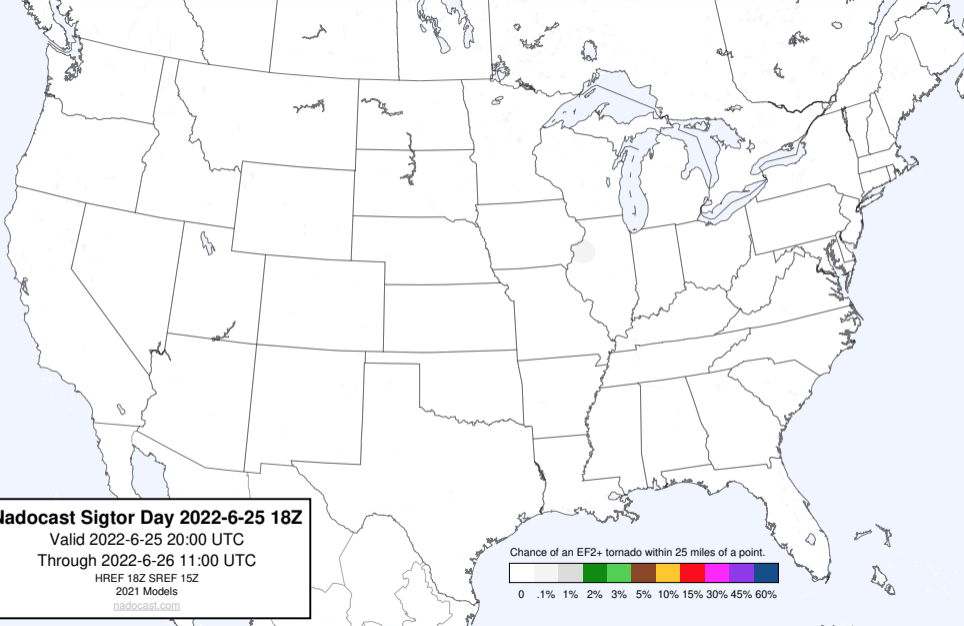 Nadocast Sigtor Day 2022-6-25 18Z
Valid 2022-6-25 20:00 UTC
Through 2022-6-26 11:00 UTC
HREF 18Z SREF 15Z
2021 Models
nadocast.com
Chance of an EF2+ tornado within 25 miles of a point.
0 .1% 1% 2% 3% 5% 10% 15% 30% 45% 60%